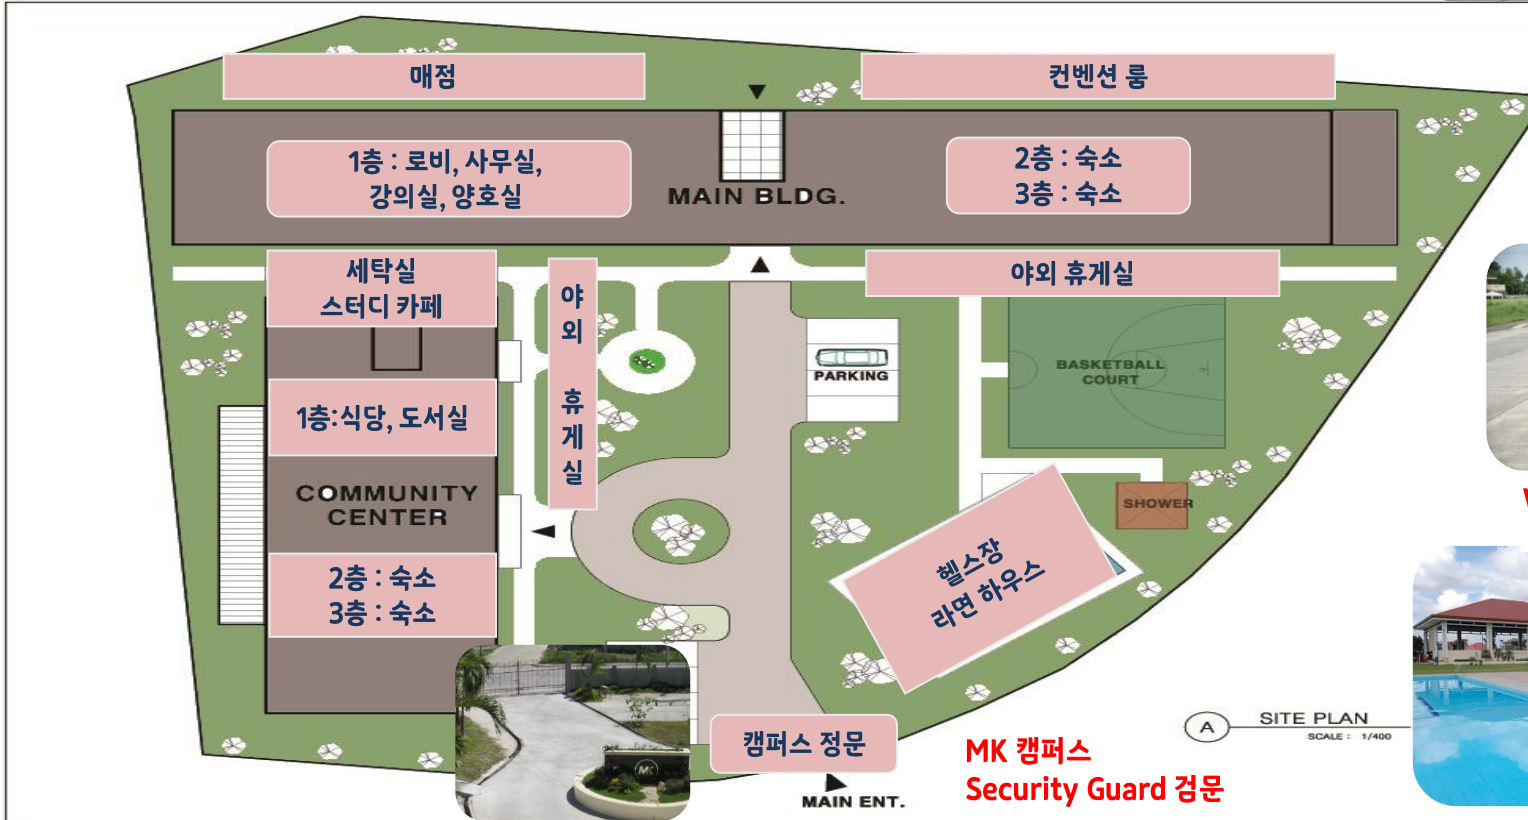 매점
컨벤션 룸
1층 : 로비, 사무실,
강의실, 양호실
2층 : 숙소
3층 : 숙소
MAIN BLDG.
세탁실
스터디 카페
야외 휴게실
야외 휴게실
PARKING
BASKETBALL
COURT
1층:식당, 도서실
COMMUNITY
CENTER
SHOWER
헬스장
라면 하우스
2층 : 숙소
3층 : 숙소
MK
캠퍼스 정문
MAIN ENT.
MK 캠퍼스
Security Guard 검문
A
SITE PLAN
SCALE : 1/400